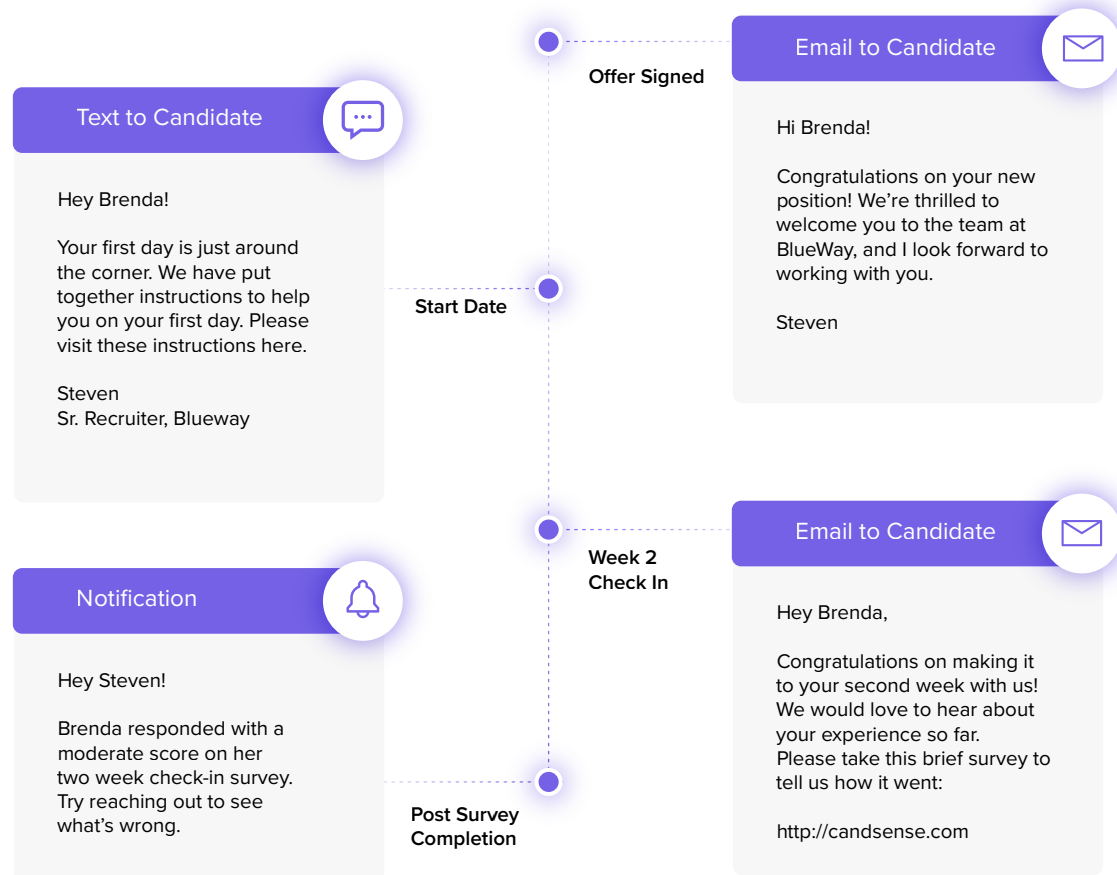 Offer Signed
Email to Candidate
Hi Brenda!
Congratulations on your new
position! We’re thrilled to
welcome you to the team at
BlueWay, and I look forward to
working with you.
Steven
Text to Candidate
Hey Brenda!
Your first day is just around
the corner. We have put
together instructions to help
you on your first day. Please
visit these instructions here.
Steven
Sr. Recruiter, Blueway
Start Date
Week 2
Check In
Email to Candidate
Hey Brenda,
Congratulations on making it
to your second week with us!
We would love to hear about
your experience so far.
Please take this brief survey to
tell us how it went:
http://candsense.com
Notification
Hey Steven!
Brenda responded with a
moderate score on her
two week check-in survey.
Try reaching out to see
what’s wrong.
Post Survey
Completion